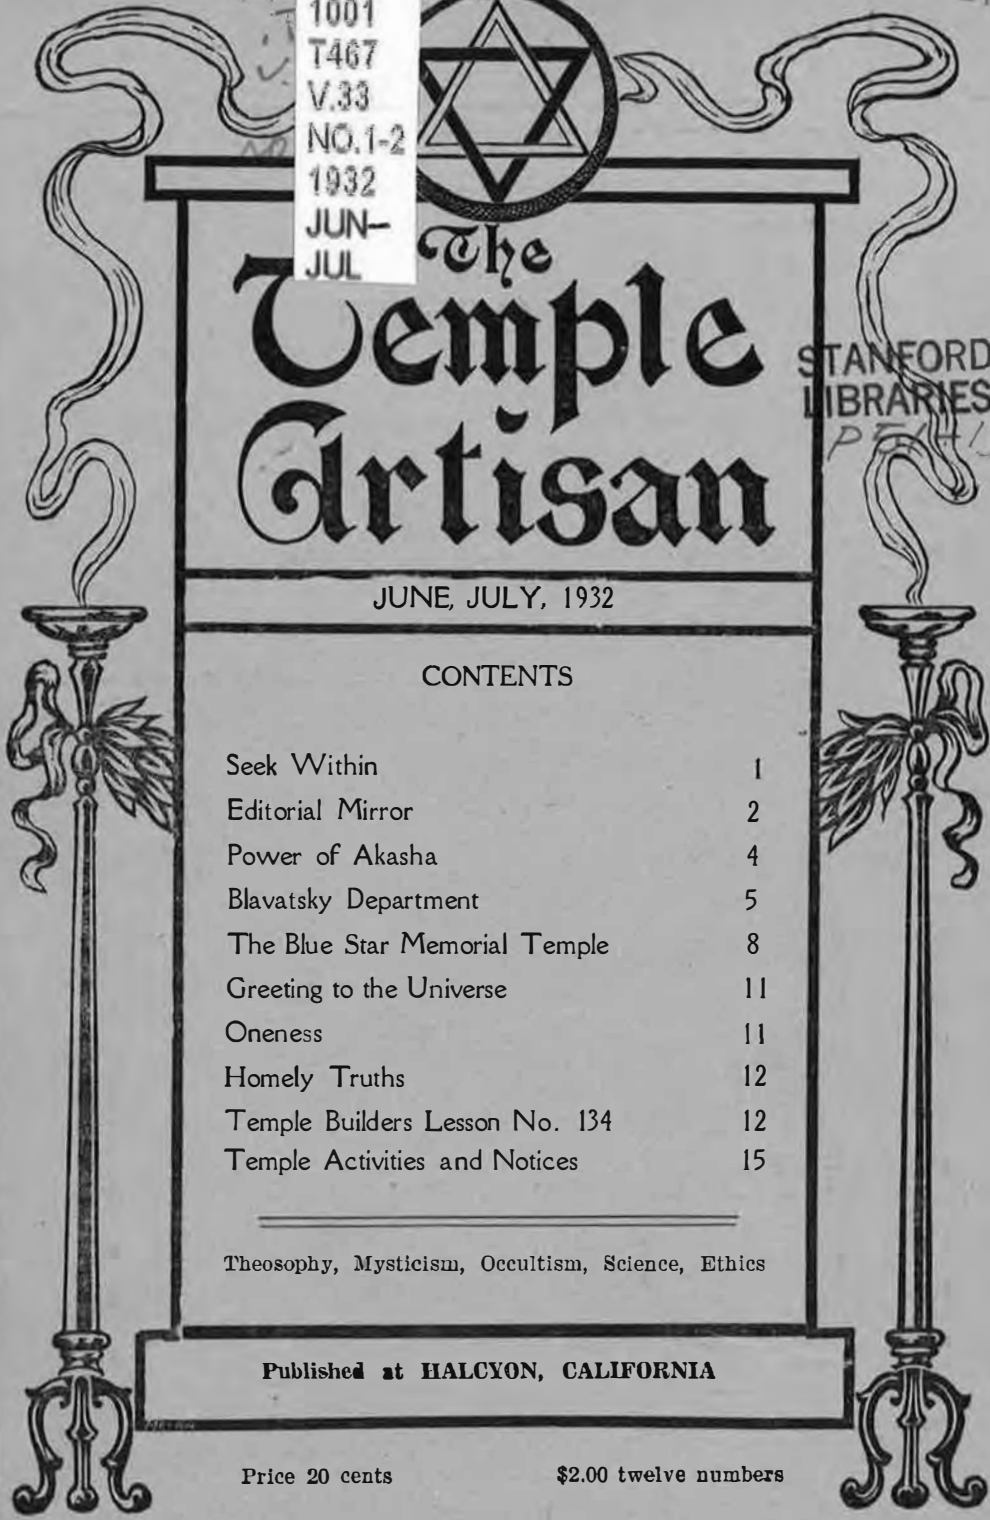 1001
T467
V.33
NO.1-2
1932
JUN-
JUL
The
Temple
Artisan
STANFORD
LIBRARIES
JUNE, JULY, 1932
CONTENTS
Seek Within 1
Editorial Mirror 2
Power of Akasha 4
Blavatsky Department 5
The Blue Star Memorial Temple 8
Greeting to the Universe 11
Oneness 11
Homely Truths 12
Temple Builders Lesson No. 134 12
Temple Activities and Notices 15
Theosophy, Mysticism, Occultism, Science, Ethics
Published at HALCYON, CALIFORNIA
Price 20 cents $2.00 twelve numbers